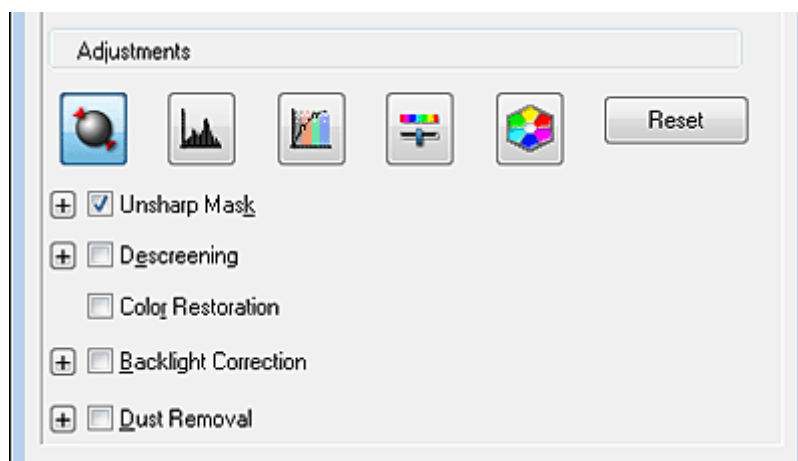 Adjustments
Reset
Unsharp Mask
Descreening
Color Restoration
Backlight Correction
Dust Removal